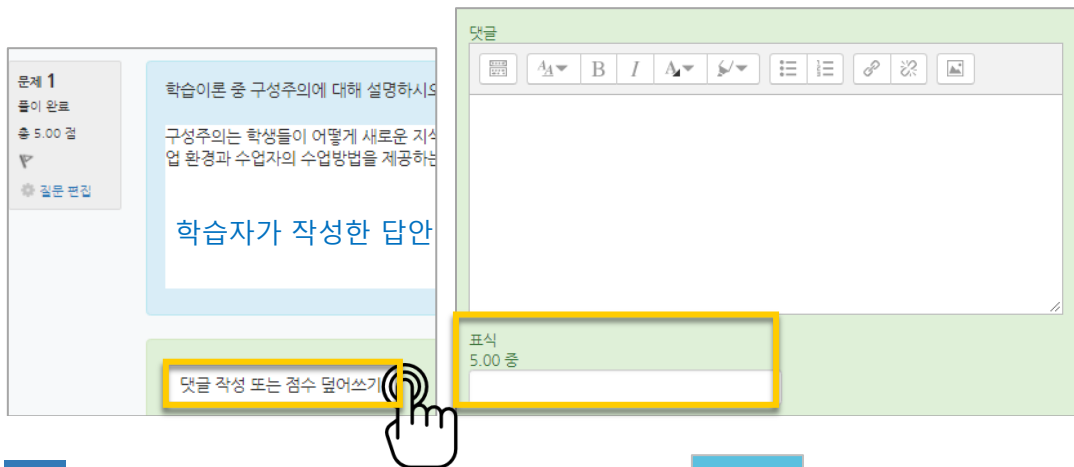 문제 1
풀이 완료
총 5.00 점
질문 편집
학습이론 중 구성주의에 대해 설명하시오
구성주의는 학생들이 어떻게 새로운 지식
업 환경과 수업자의 수업방법을 제공하는
학습자가 작성한 답안
댓글 작성 또는 점수 덮어쓰기
댓글
B I
표식
5.00 중